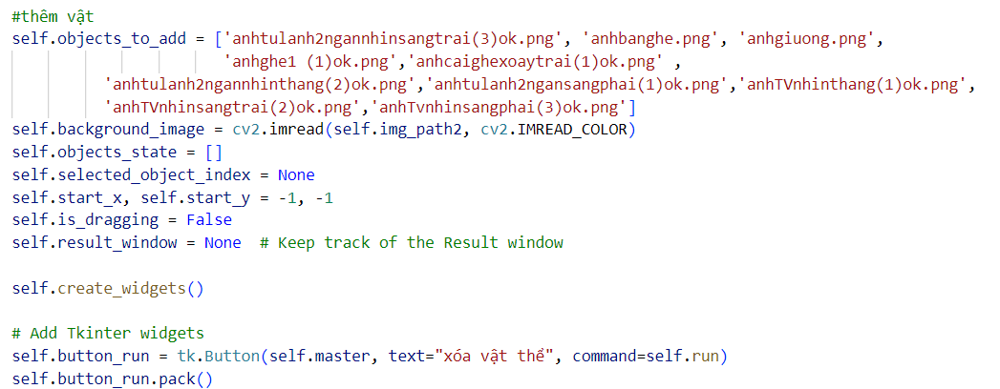 #thêm vật
self.objects_to_add = ['anhtulanh2ngannhinsangtrai(3)ok.png', 'anhbanghe.png', 'anhgiuong.png',
'anhghe1 (1)ok.png','anhcaighexoaytrai(1)ok.png' ,
'anhtulanh2ngannhinthang(2)ok.png','anhtulanh2ngansangphai(1)ok.png','anhTVnhinthang(1)ok.png',
'anhTVnhinsangtrai(2)ok.png','anhTvnhinsangphai(3)ok.png']
self.background_image = cv2.imread(self.img_path2, cv2.IMREAD_COLOR)
self.objects_state = []
self.selected_object_index = None
self.start_x, self.start_y = -1, -1
self.is_dragging = False
self.result_window = None  # Keep track of the Result window
self.create_widgets()
# Add Tkinter widgets
self.button_run = tk.Button(self.master, text="xóa vật thể", command=self.run)
self.button_run.pack()